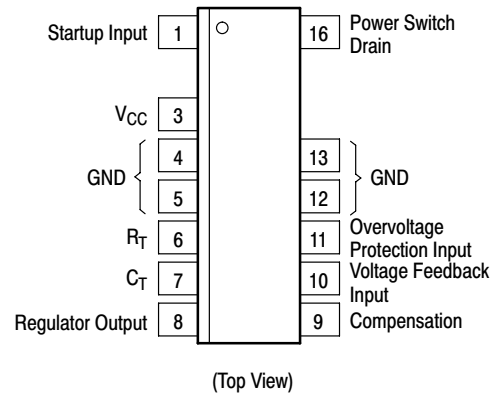 Startup Input 1
16 Power Switch
Drain
VCC 3
GND 4
5
13 GND
12
RT 6
11 Overvoltage
Protection Input
CT 7
10 Voltage Feedback
Input
Regulator Output 8
9 Compensation
(Top View)